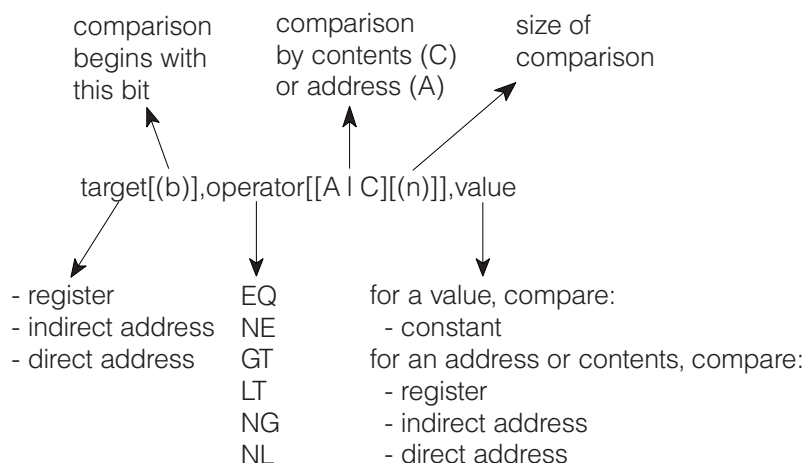 comparison
begins with
this bit
comparison
by contents (C)
or address (A)
size of
comparison
target[(b)],operator[[A | C][(n)]],value
- register
- indirect address
- direct address
EQ
NE
GT
LT
NG
NL
for a value, compare:
- constant
for an address or contents, compare:
- register
- indirect address
- direct address